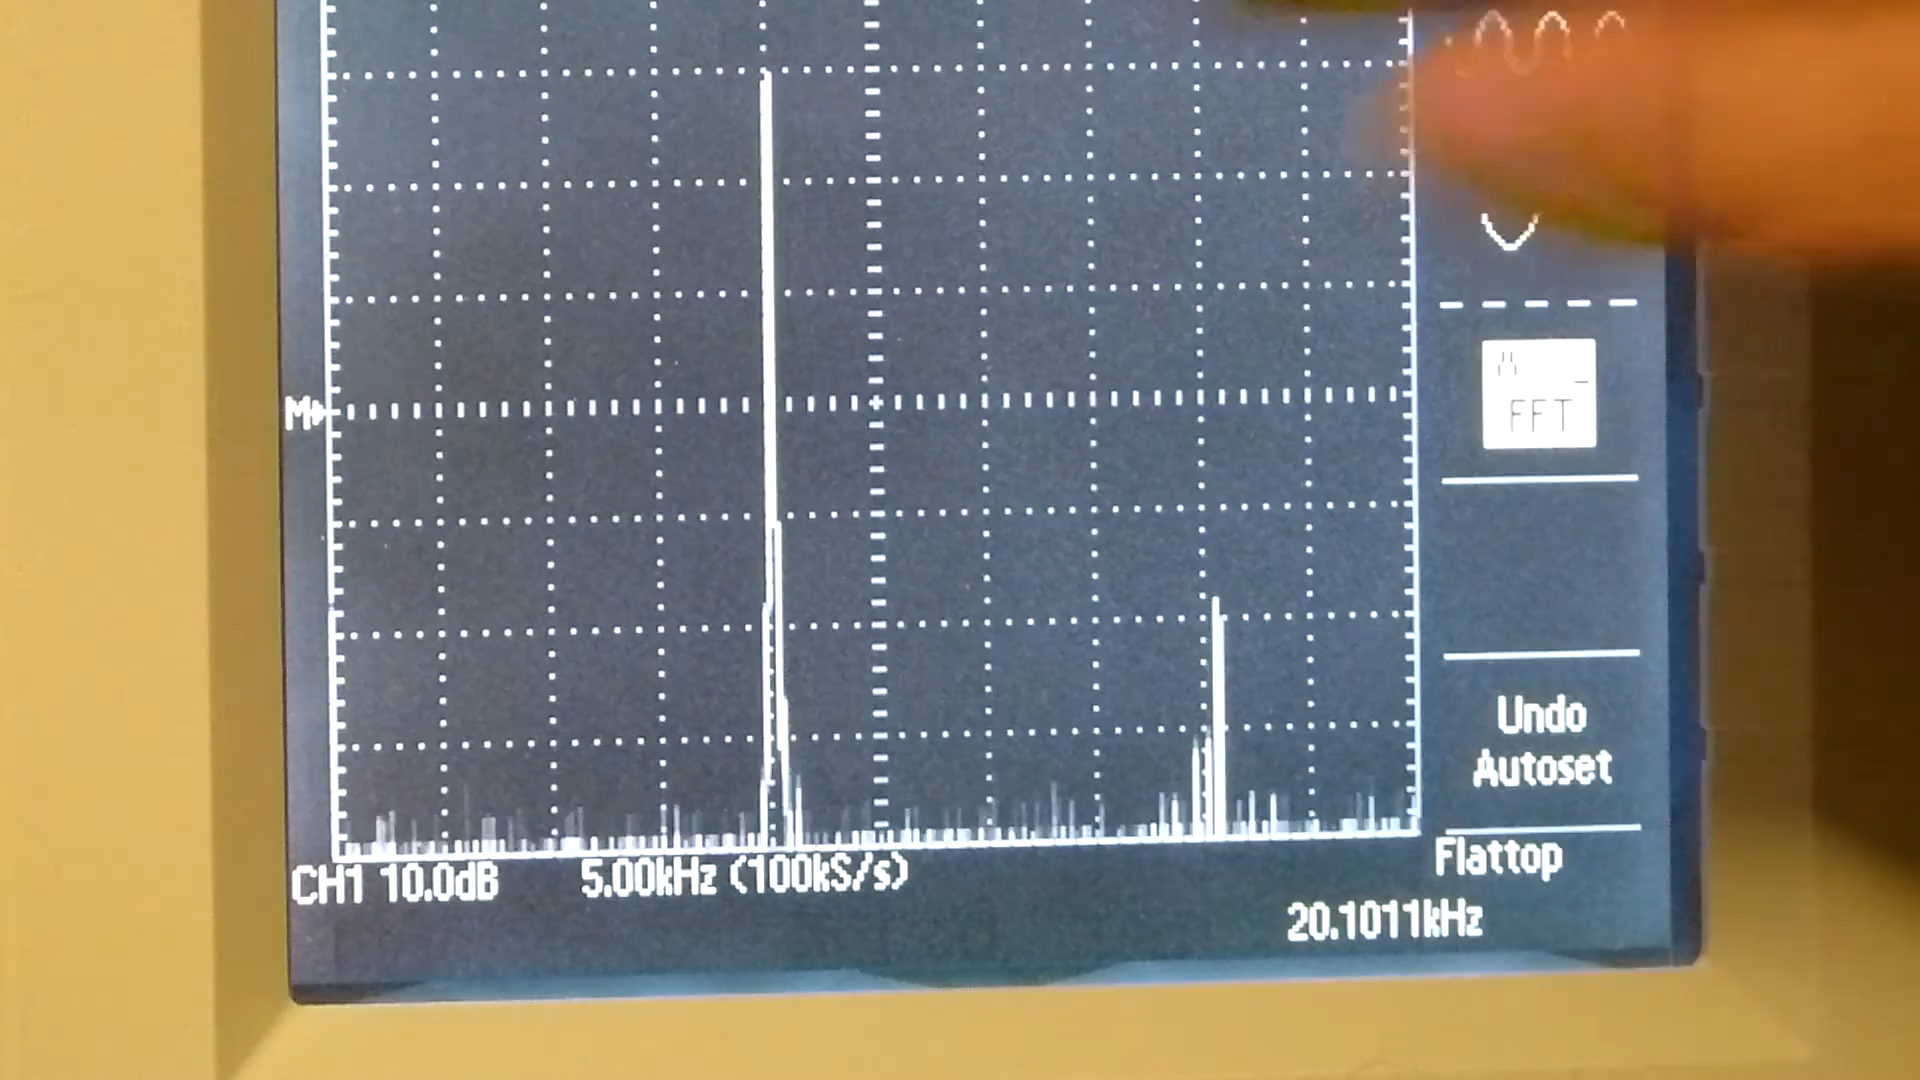 M
FFT
Undo
Autoset
CH1 10.0dB 5.00kHz (100kS/s)
Flattop
20.1011kHz